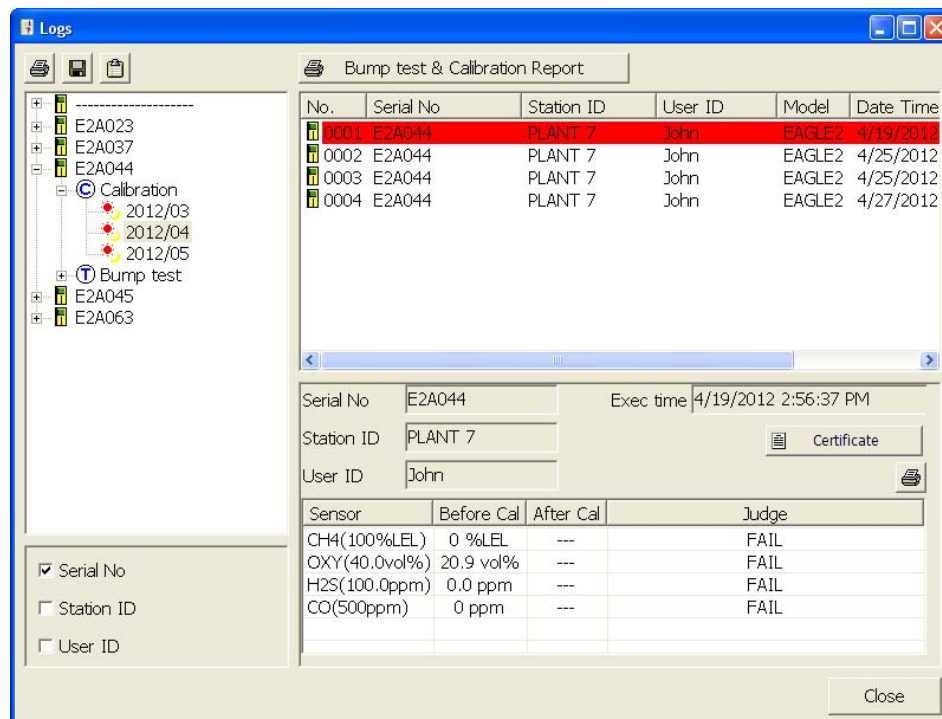 Logs
Bump test & Calibration Report
--------------------
E2A023
E2A037
E2A044
C Calibration
2012/03
2012/04
2012/05
T Bump test
E2A045
E2A063
Serial No
Station ID
User ID
No. Serial No Station ID User ID Model Date Time
0001 E2A044 PLANT 7 John EAGLE2 4/19/2012
0002 E2A044 PLANT 7 John EAGLE2 4/25/2012
0003 E2A044 PLANT 7 John EAGLE2 4/25/2012
0004 E2A044 PLANT 7 John EAGLE2 4/27/2012
Serial No E2A044 Exec time 4/19/2012 2:56:37 PM
Station ID PLANT 7 Certificate
User ID John
Sensor Before Cal After Cal Judge
CH4(100%LEL) 0 %LEL --- FAIL
OXY(40.0vol%) 20.9 vol% --- FAIL
H2S(100.0ppm) 0.0 ppm --- FAIL
CO(500ppm) 0 ppm --- FAIL
Close